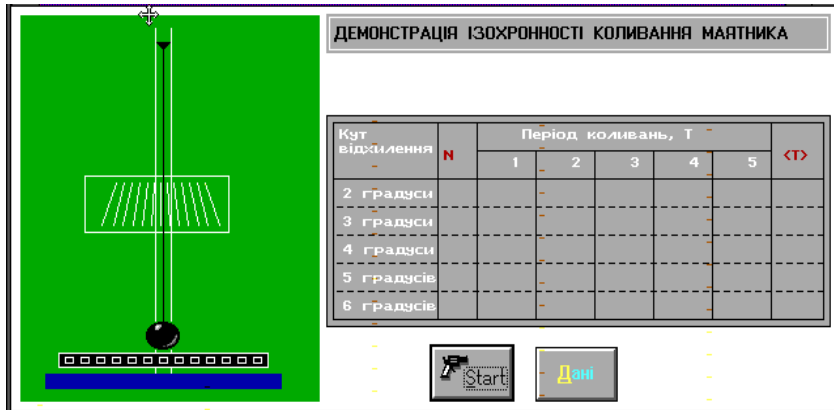 ДЕМОНСТРАЦІЯ ІЗОХРОННОСТІ КОЛИВАННЯ МАЯТНИКА
Кут
відхилення
N
Період коливань, Т
<Т>
1 2 3 4 5
2 градуси
3 градуси
4 градуси
5 градусів
6 градусів
Start
Дані